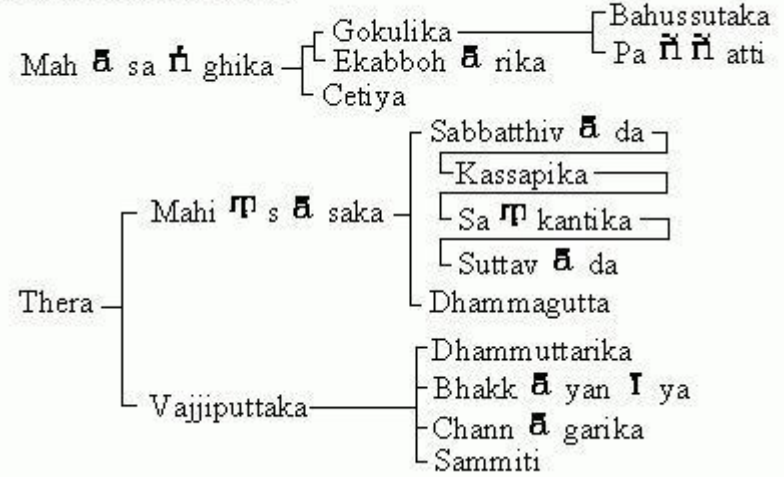 Bahussutaka
Gokulika
Mahāsaṅghika
Ekabbohārika
Paññatti
Cetiya
Sabbatthivāda
Kassapika
Mahiṃsāsaka
Saṃkantika
Suttavāda
Thera
Dhammagutta
Dhammuttarika
Bhakkāyanīya
Vajjiputtaka
Channāgarika
Sammiti